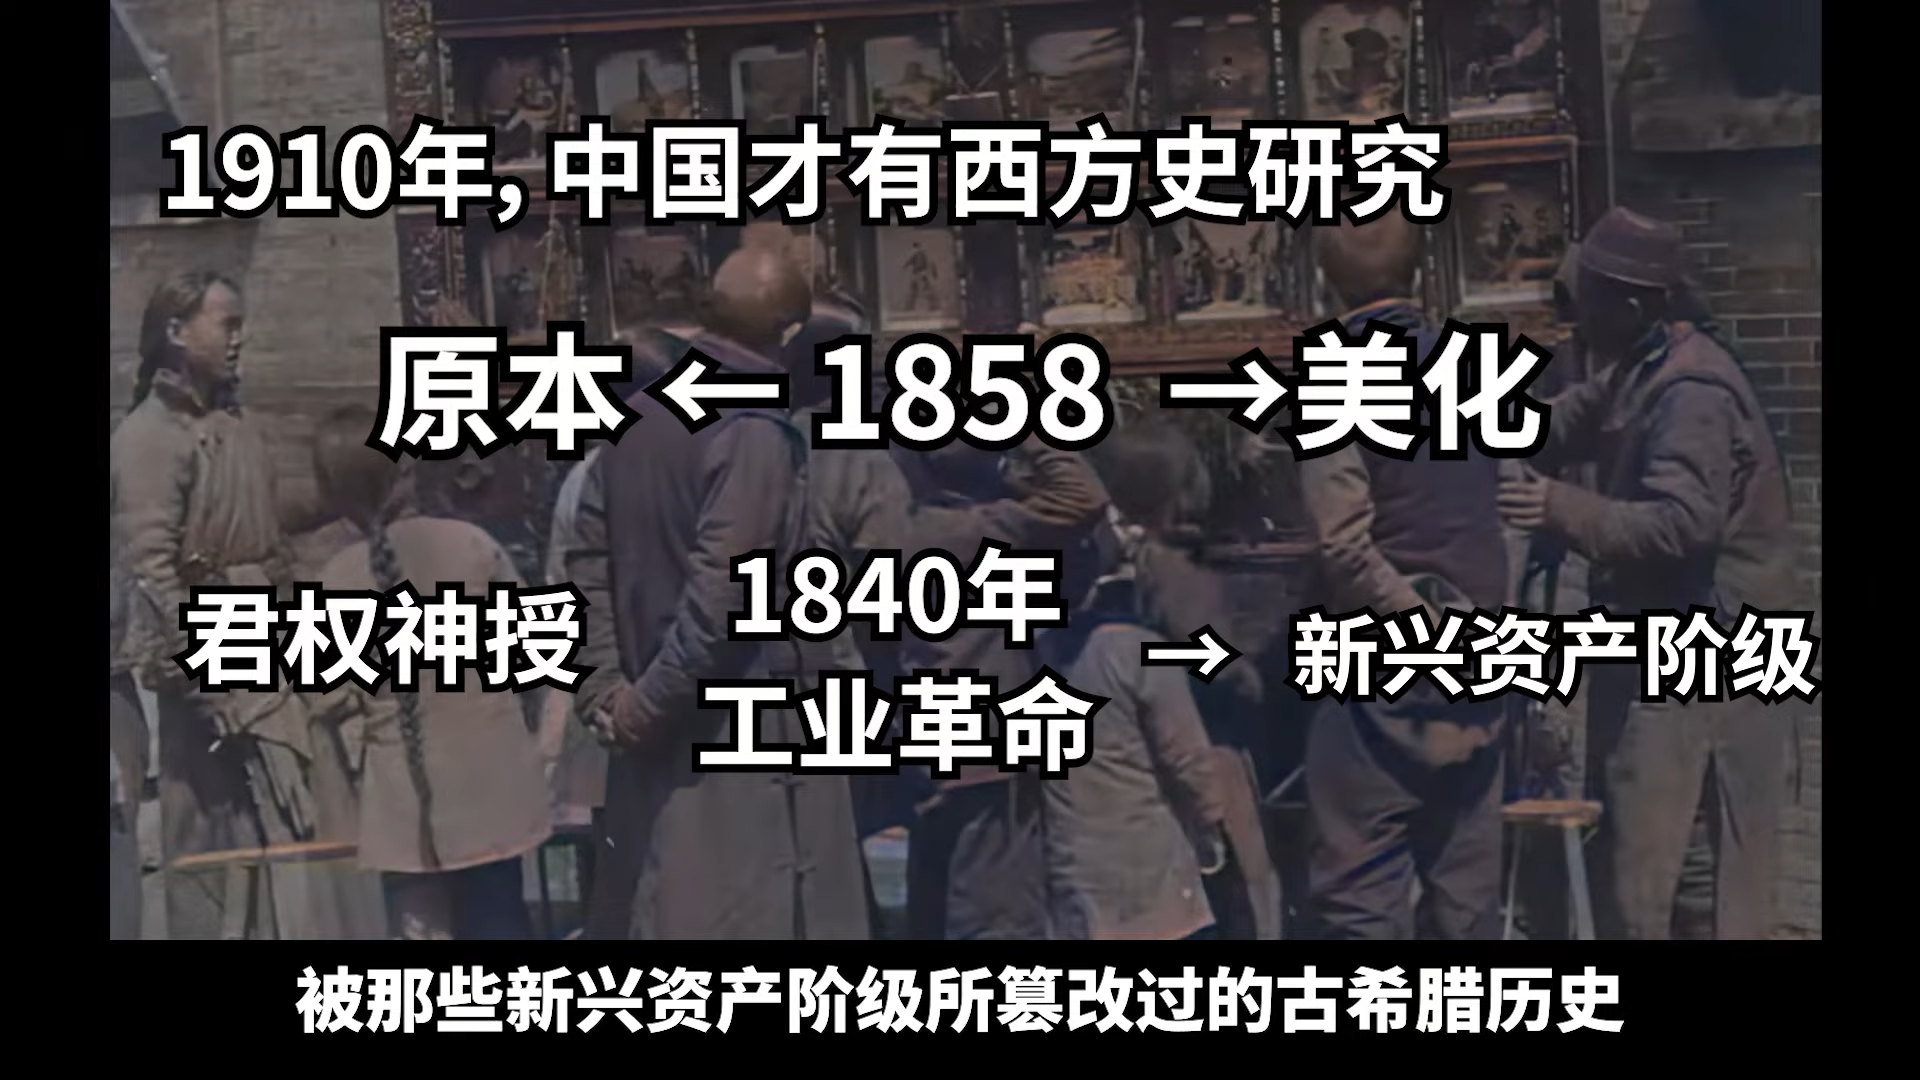 1910年,中国才有西方史研究
原本 ← 1858 →美化
君权神授
1840年
工业革命
→ 新兴资产阶级
被那些新兴资产阶级所篡改过的古希腊历史